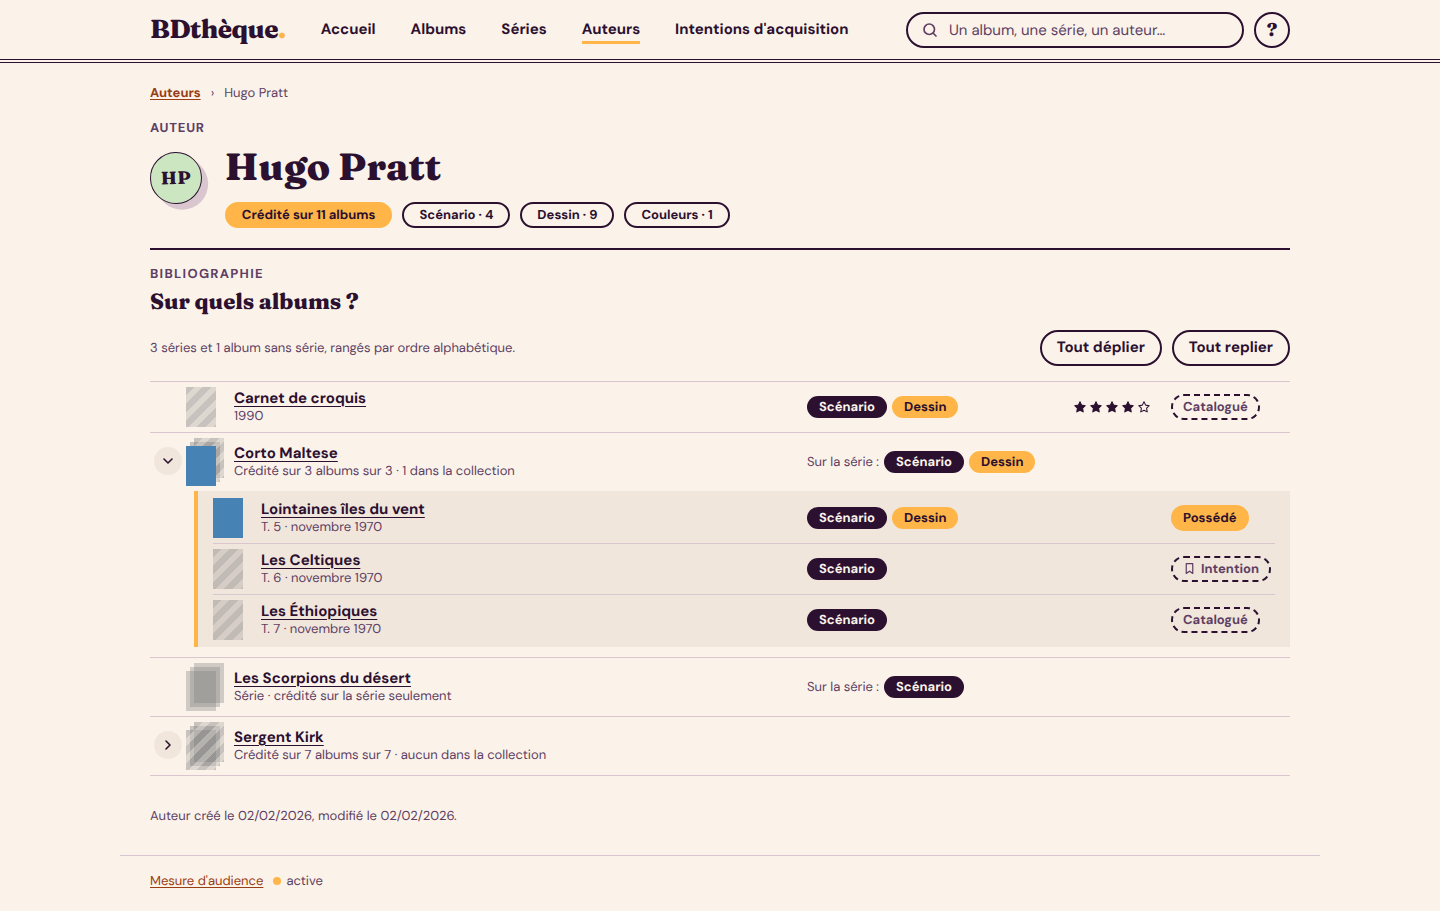 BDthèque.
Accueil
Albums
Séries
Auteurs
Intentions d'acquisition
Un album, une série, un auteur…
?
Auteurs › Hugo Pratt
AUTEUR
HP
Hugo Pratt
Crédité sur 11 albums
Scénario · 4
Dessin · 9
Couleurs · 1
BIBLIOGRAPHIE
Sur quels albums ?
3 séries et 1 album sans série, rangés par ordre alphabétique.
Tout déplier
Tout replier
Carnet de croquis
1990
Scénario
Dessin
Catalogué
Corto Maltese
Crédité sur 3 albums sur 3 · 1 dans la collection
Sur la série :
Scénario
Dessin
Lointaines îles du vent
T. 5 · novembre 1970
Scénario
Dessin
Possédé
Les Celtiques
T. 6 · novembre 1970
Scénario
Intention
Les Éthiopiques
T. 7 · novembre 1970
Scénario
Catalogué
Les Scorpions du désert
Série · crédité sur la série seulement
Sur la série :
Scénario
Sergent Kirk
Crédité sur 7 albums sur 7 · aucun dans la collection
Auteur créé le 02/02/2026, modifié le 02/02/2026.
Mesure d'audience
active